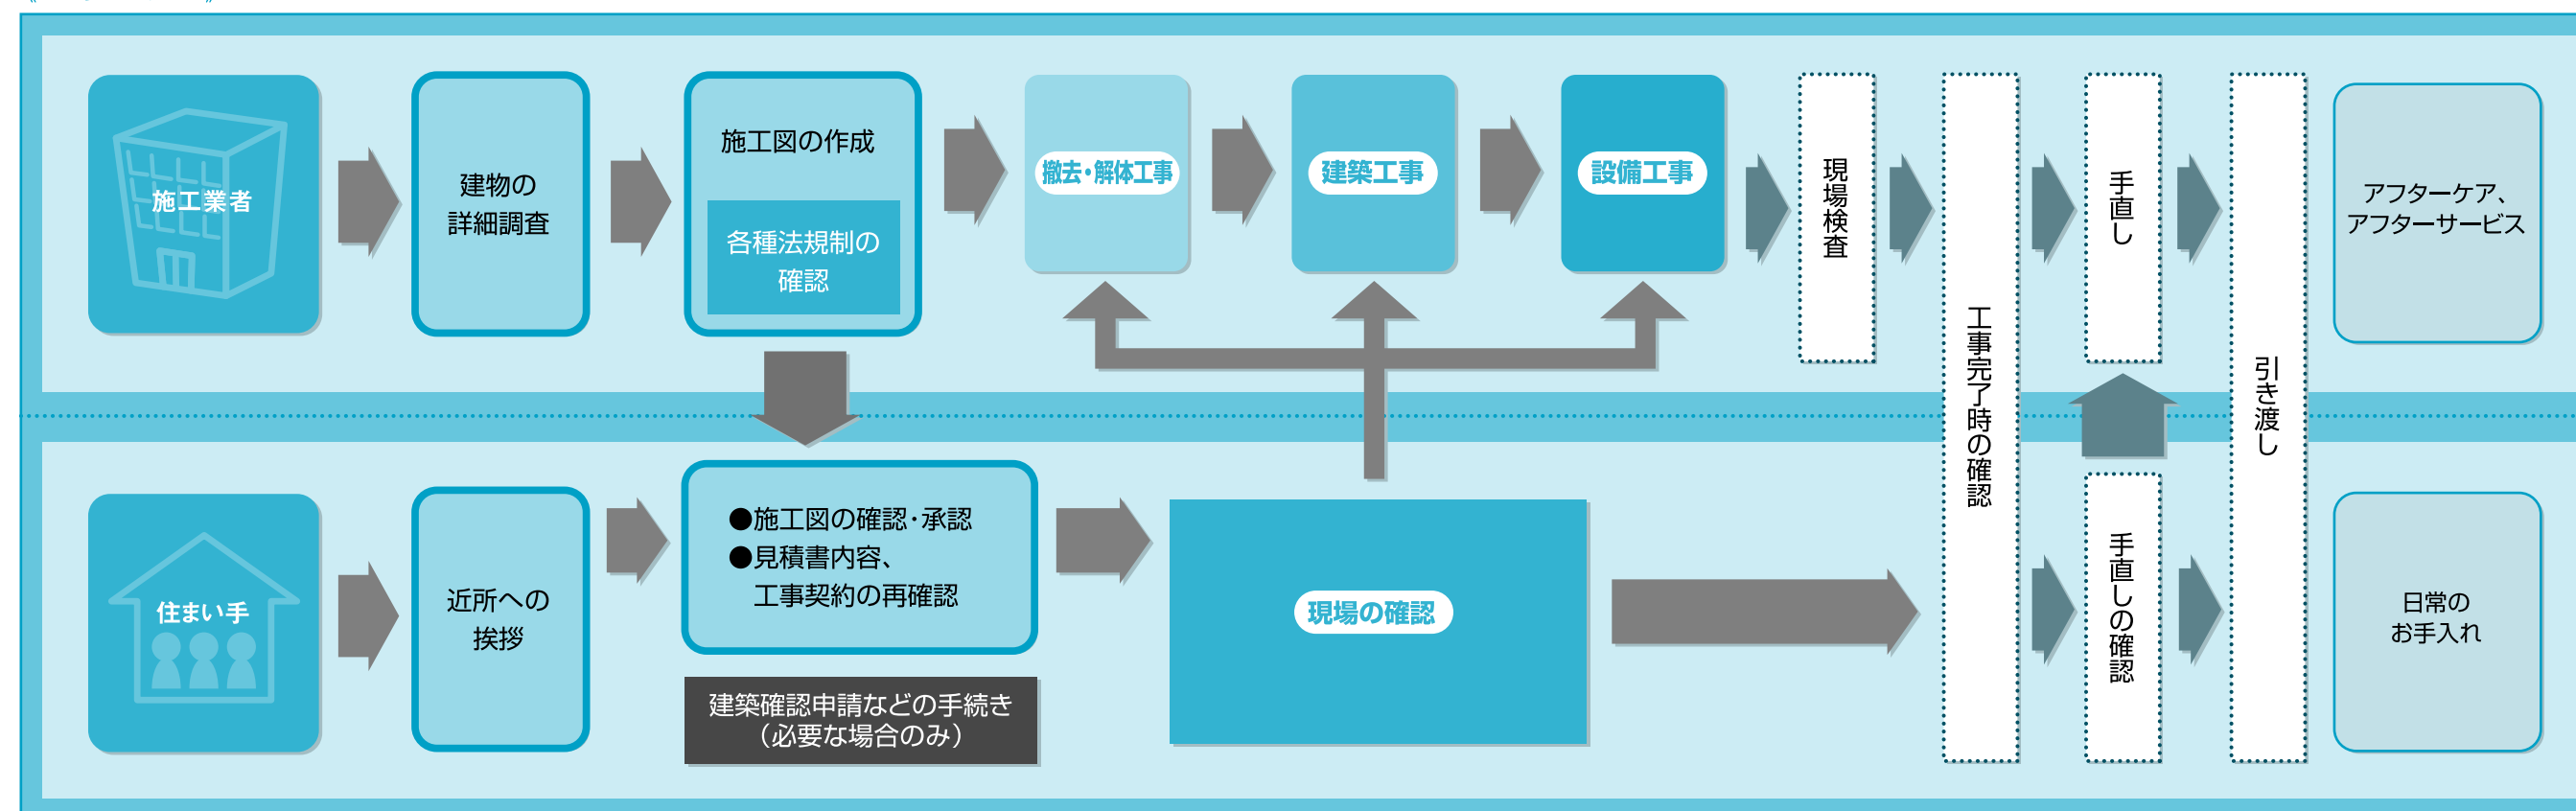 施工業者
建物の
詳細調査
施工図の作成
各種法規制の
確認
撤去・解体工事
建築工事
設備工事
現場検査
工事完了時の確認
手直し
引き渡し
アフターケア、
アフターサービス
住まい手
近所への
挨拶
●施工図の確認・承認
●見積書内容、
工事契約の再確認
建築確認申請などの手続き
（必要な場合のみ）
現場の確認
手直しの確認
日常の
お手入れ